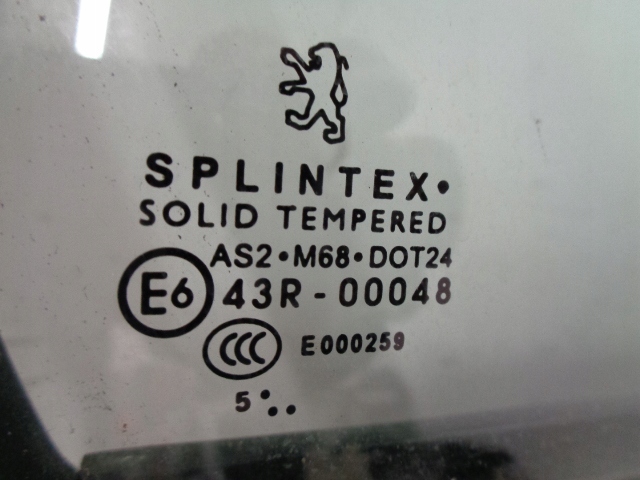 SPLINTEX•
SOLID TEMPERED
AS2•M68•DOT24
E6 43R-00048
CCC E000259
5